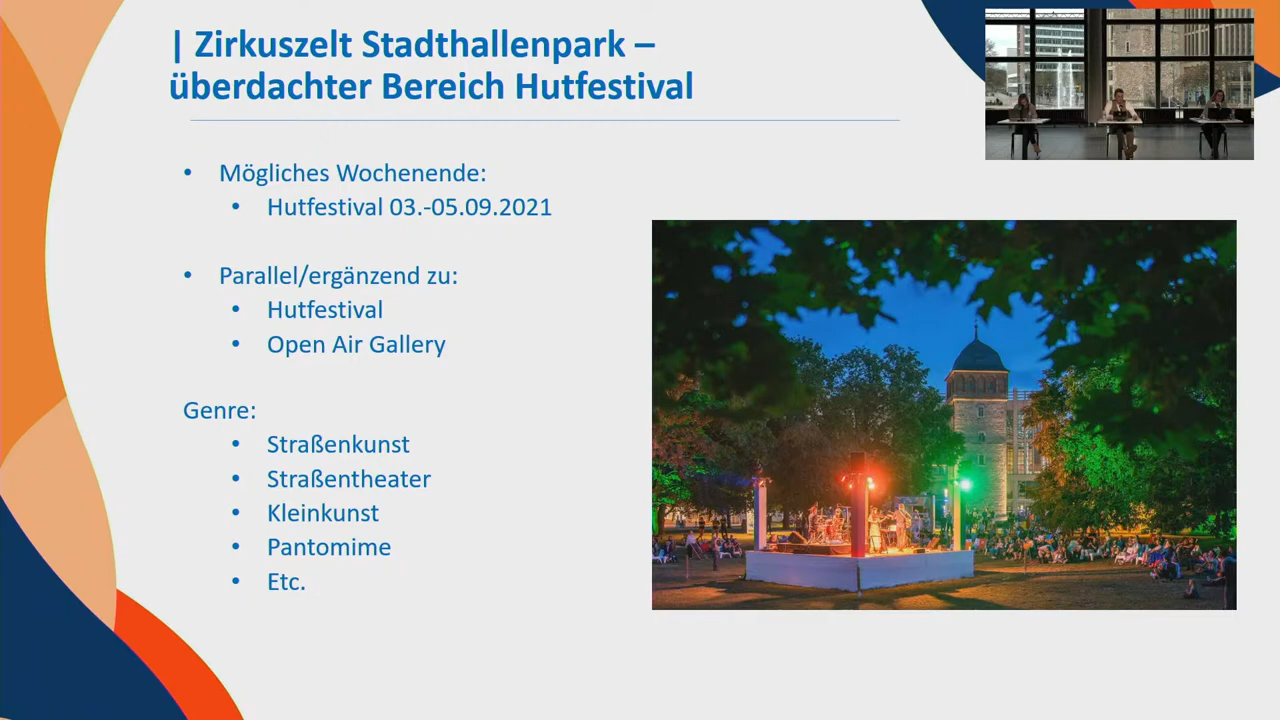 | Zirkuszelt Stadthallenpark –
überdachter Bereich Hutfestival
• Mögliches Wochenende:
• Hutfestival 03.-05.09.2021
• Parallel/ergänzend zu:
• Hutfestival
• Open Air Gallery
Genre:
• Straßenkunst
• Straßentheater
• Kleinkunst
• Pantomime
• Etc.